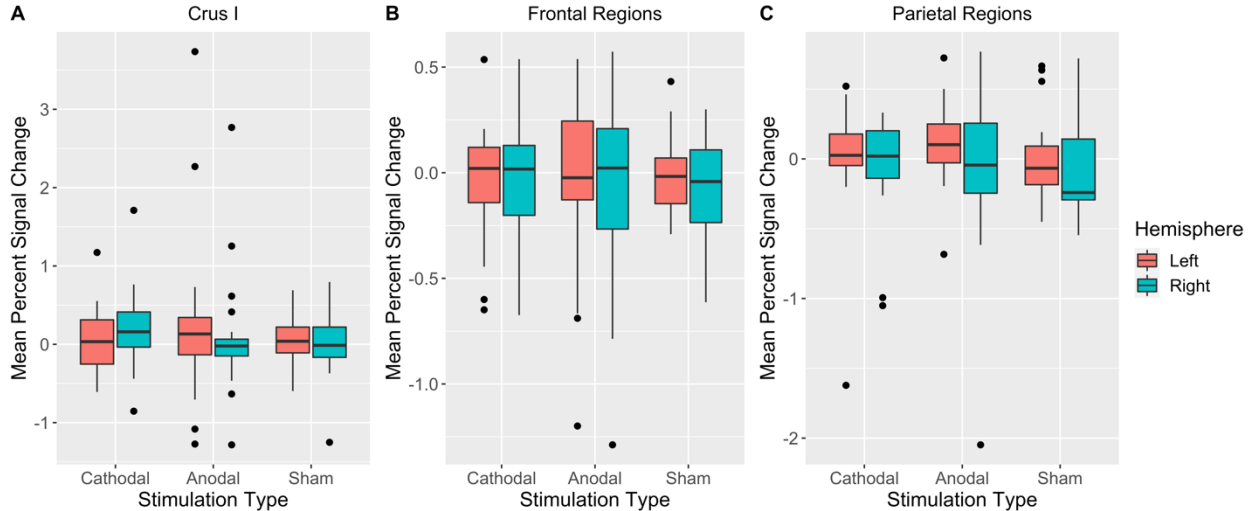 A
Crus I
Mean Percent Signal Change
3
2
1
0
-1
Cathodal Anodal Sham
Stimulation Type
B
Frontal Regions
Mean Percent Signal Change
0.5
0.0
-0.5
-1.0
Cathodal Anodal Sham
Stimulation Type
C
Parietal Regions
Mean Percent Signal Change
0
-1
-2
Cathodal Anodal Sham
Stimulation Type
Hemisphere
Left
Right